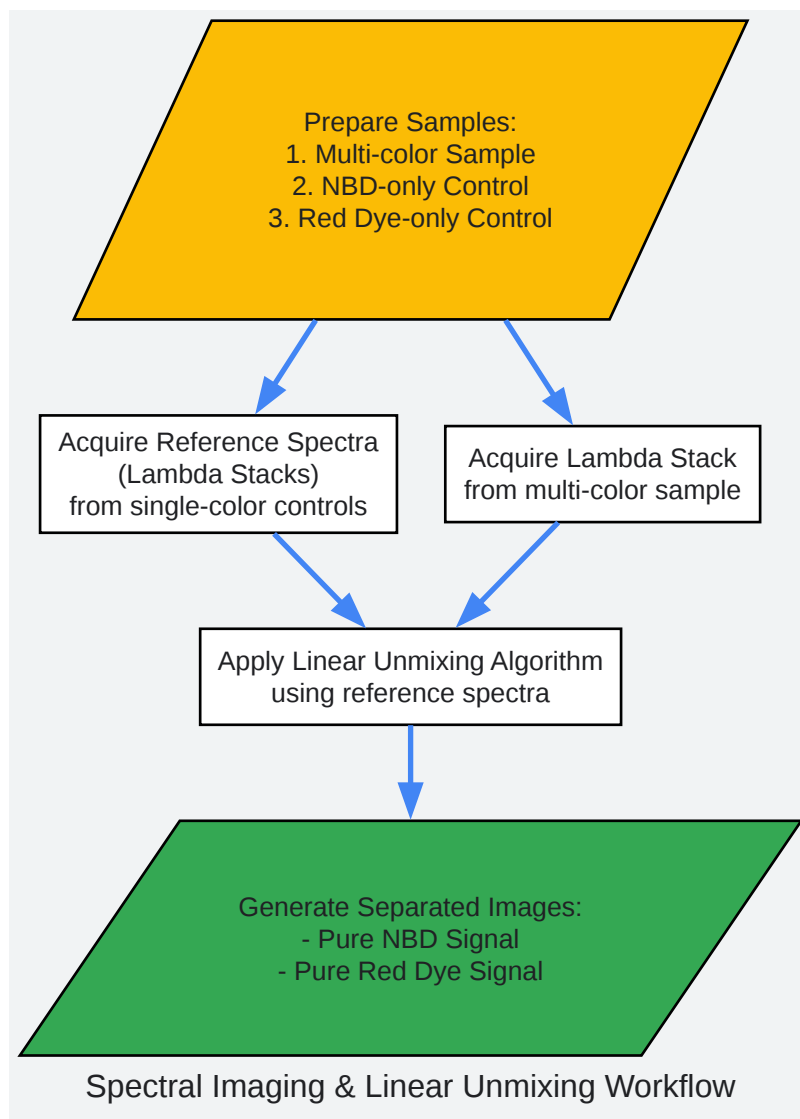 Prepare Samples:
1. Multi-color Sample
2. NBD-only Control
3. Red Dye-only Control
Acquire Reference Spectra
(Lambda Stacks)
from single-color controls
Acquire Lambda Stack
from multi-color sample
Apply Linear Unmixing Algorithm
using reference spectra
Generate Separated Images:
- Pure NBD Signal
- Pure Red Dye Signal
Spectral Imaging & Linear Unmixing Workflow